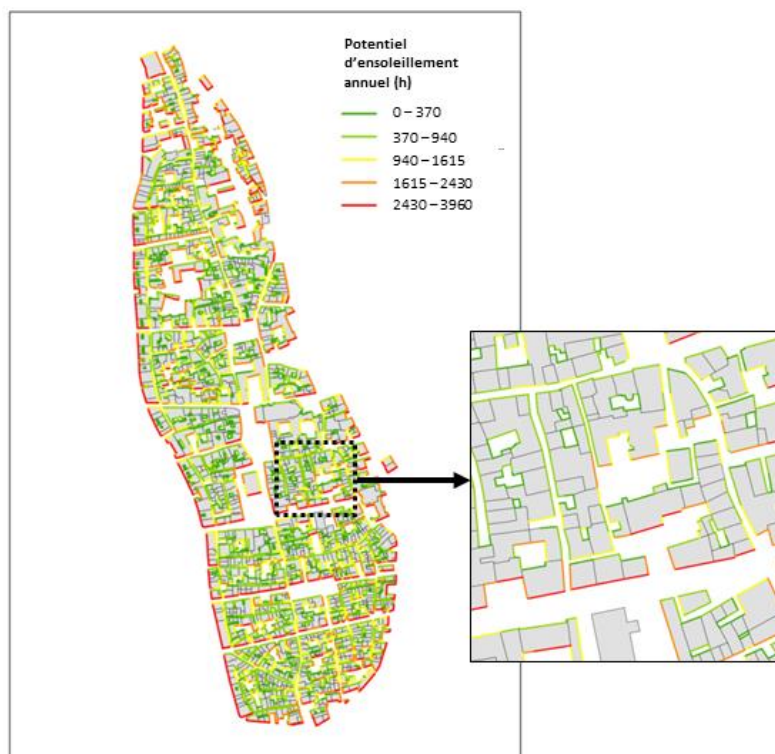 Potentiel
d’ensoleillement
annuel (h)
0 – 370
370 – 940
940 – 1615
1615 – 2430
2430 – 3960